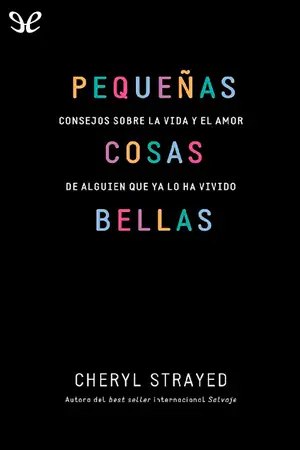 PEQUEÑAS
CONSEJOS SOBRE LA VIDA Y EL AMOR
COSAS
DE ALGUIEN QUE YA LO HA VIVIDO
BELLAS
CHERYL STRAYED
Autora del best seller internacional Salvaje